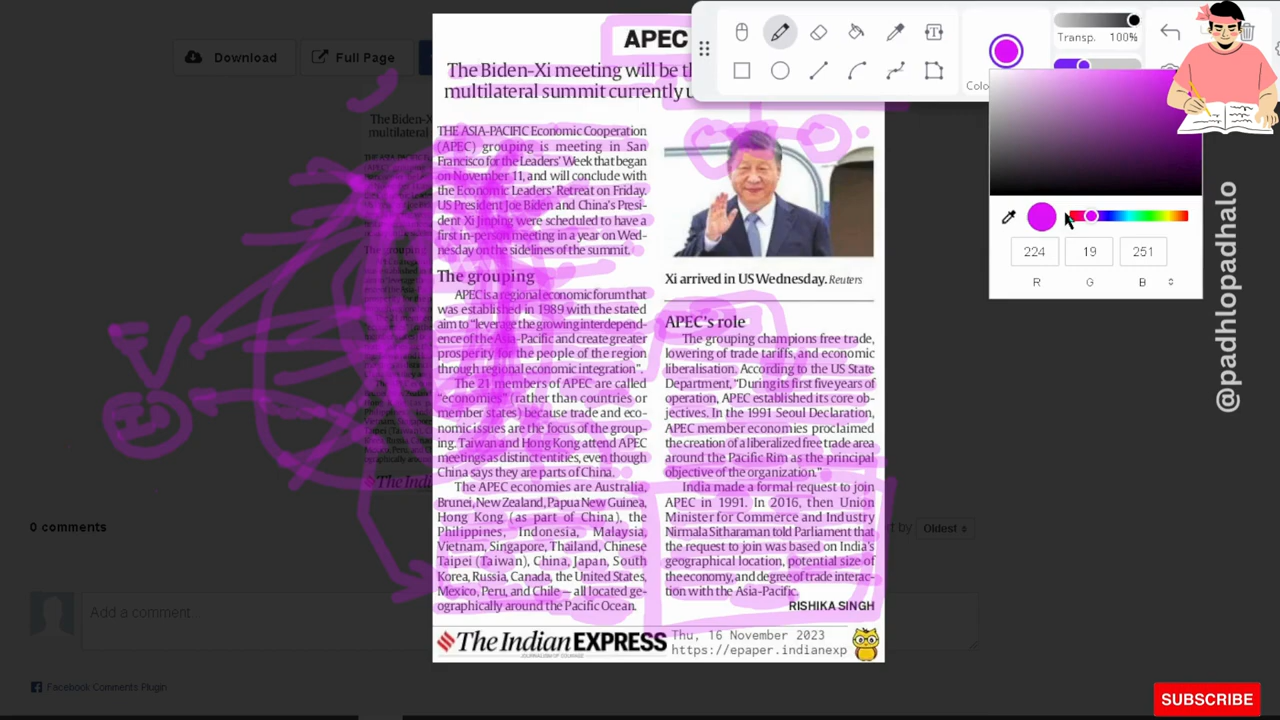 Download
Full Page
APEC
The Biden-Xi meeting will be t
multilateral summit currently u
THE ASIA-PACIFIC Economic Cooperation
(APEC) grouping is meeting in San
Francisco for the Leaders' Week that began
on November 11, and will conclude with
the Economic Leaders' Retreat on Friday.
US President Joe Biden and China's Presi-
dent Xi Jinping were scheduled to have a
first in-person meeting in a year on Wed-
nesday on the sidelines of the summit.
The grouping
APEC is a regional economic forum that
was established in 1989 with the stated
aim to "leverage the growing interdepend-
ence of the Asia-Pacific and create greater
prosperity for the people of the region
through regional economic integration".
The 21 members of APEC are called
"economies" (rather than countries or
member states) because trade and eco-
nomic issues are the focus of the group-
ing. Taiwan and Hong Kong attend APEC
meetings as distinct entities, even though
China says they are parts of China.
The APEC economies are Australia,
Brunei, New Zealand, Papua New Guinea,
Hong Kong (as part of China), the
Philippines, Indonesia, Malaysia,
Vietnam, Singapore, Thailand, Chinese
Taipei (Taiwan), China, Japan, South
Korea, Russia, Canada, the United States,
Mexico, Peru, and Chile — all located ge-
ographically around the Pacific Ocean.
Xi arrived in US Wednesday. Reuters
APEC's role
The grouping champions free trade,
lowering of trade tariffs, and economic
liberalisation. According to the US State
Department, "During its first five years of
operation, APEC established its core ob-
jectives. In the 1991 Seoul Declaration,
APEC member economies proclaimed
the creation of a liberalized free trade area
around the Pacific Rim as the principal
objective of the organization."
India made a formal request to join
APEC in 1991. In 2016, then Union
Minister for Commerce and Industry
Nirmala Sitharaman told Parliament that
the request to join was based on India's
geographical location, potential size of
the economy, and degree of trade interac-
tion with the Asia-Pacific.
RISHIKA SINGH
The Indian EXPRESS
JOURNALISM OF COURAGE
Thu, 16 November 2023
https://epaper.indianexp
Transp. 100%
Colo
224 19 251
R G B
@padhlopadhalo
0 comments
by Oldest
Add a comment
Facebook Comments Plugin
SUBSCRIBE